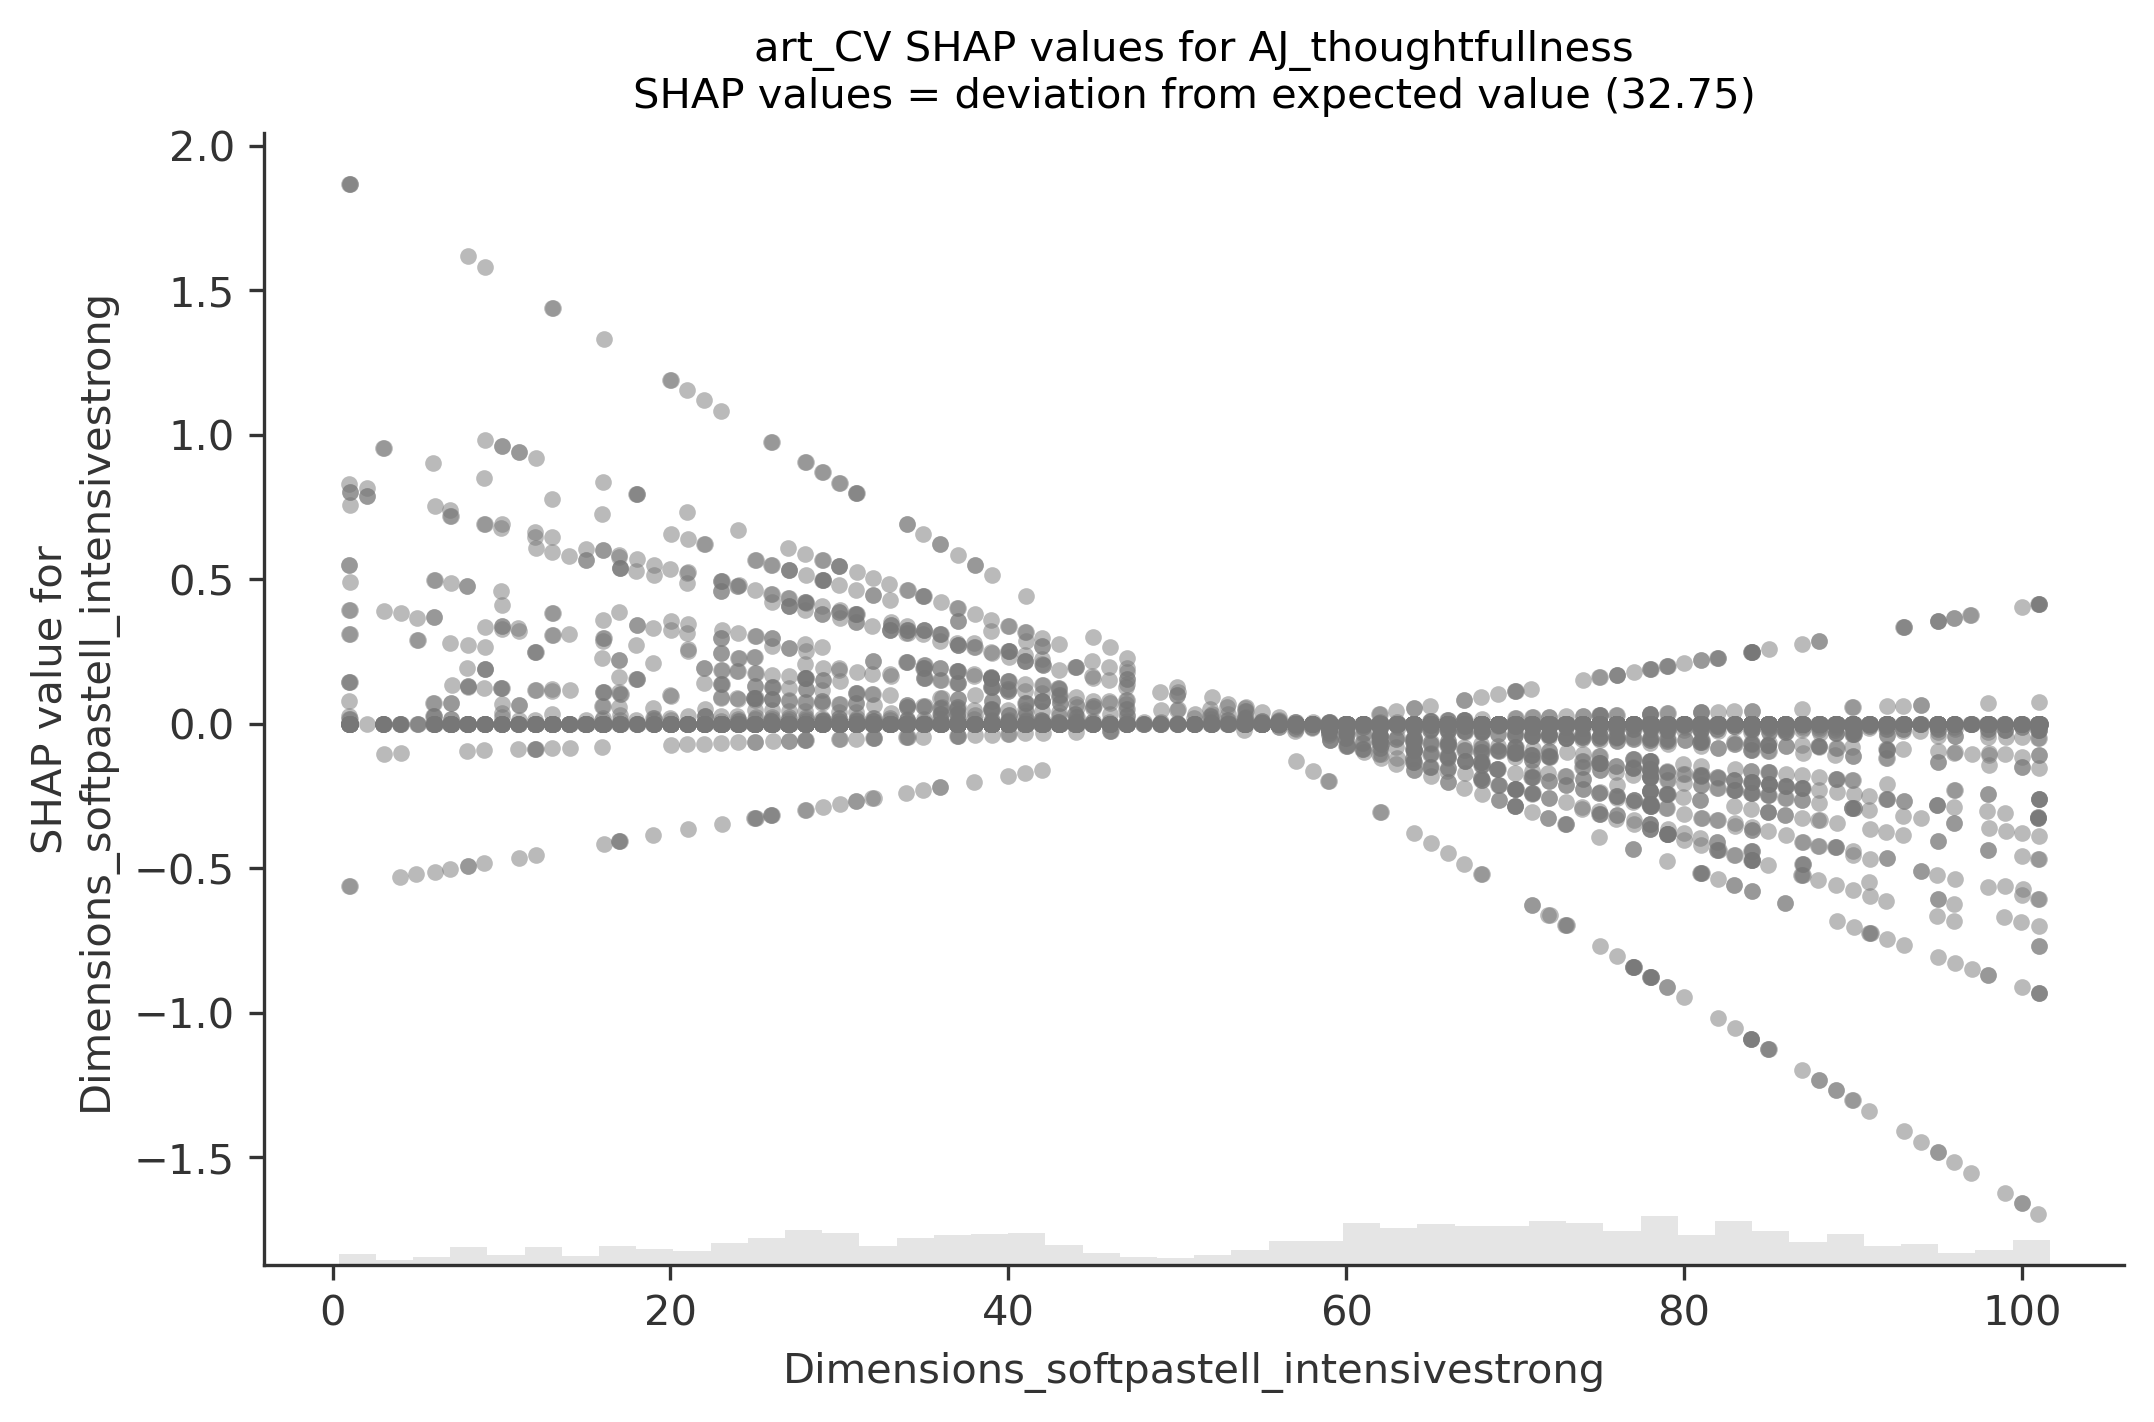 art_CV SHAP values for AJ_thoughtfullness
SHAP values = deviation from expected value (32.75)
SHAP value for
Dimensions_softpastell_intensivestrong
2.0
1.5
1.0
0.5
0.0
−0.5
−1.0
−1.5
0
20
40
60
80
100
Dimensions_softpastell_intensivestrong